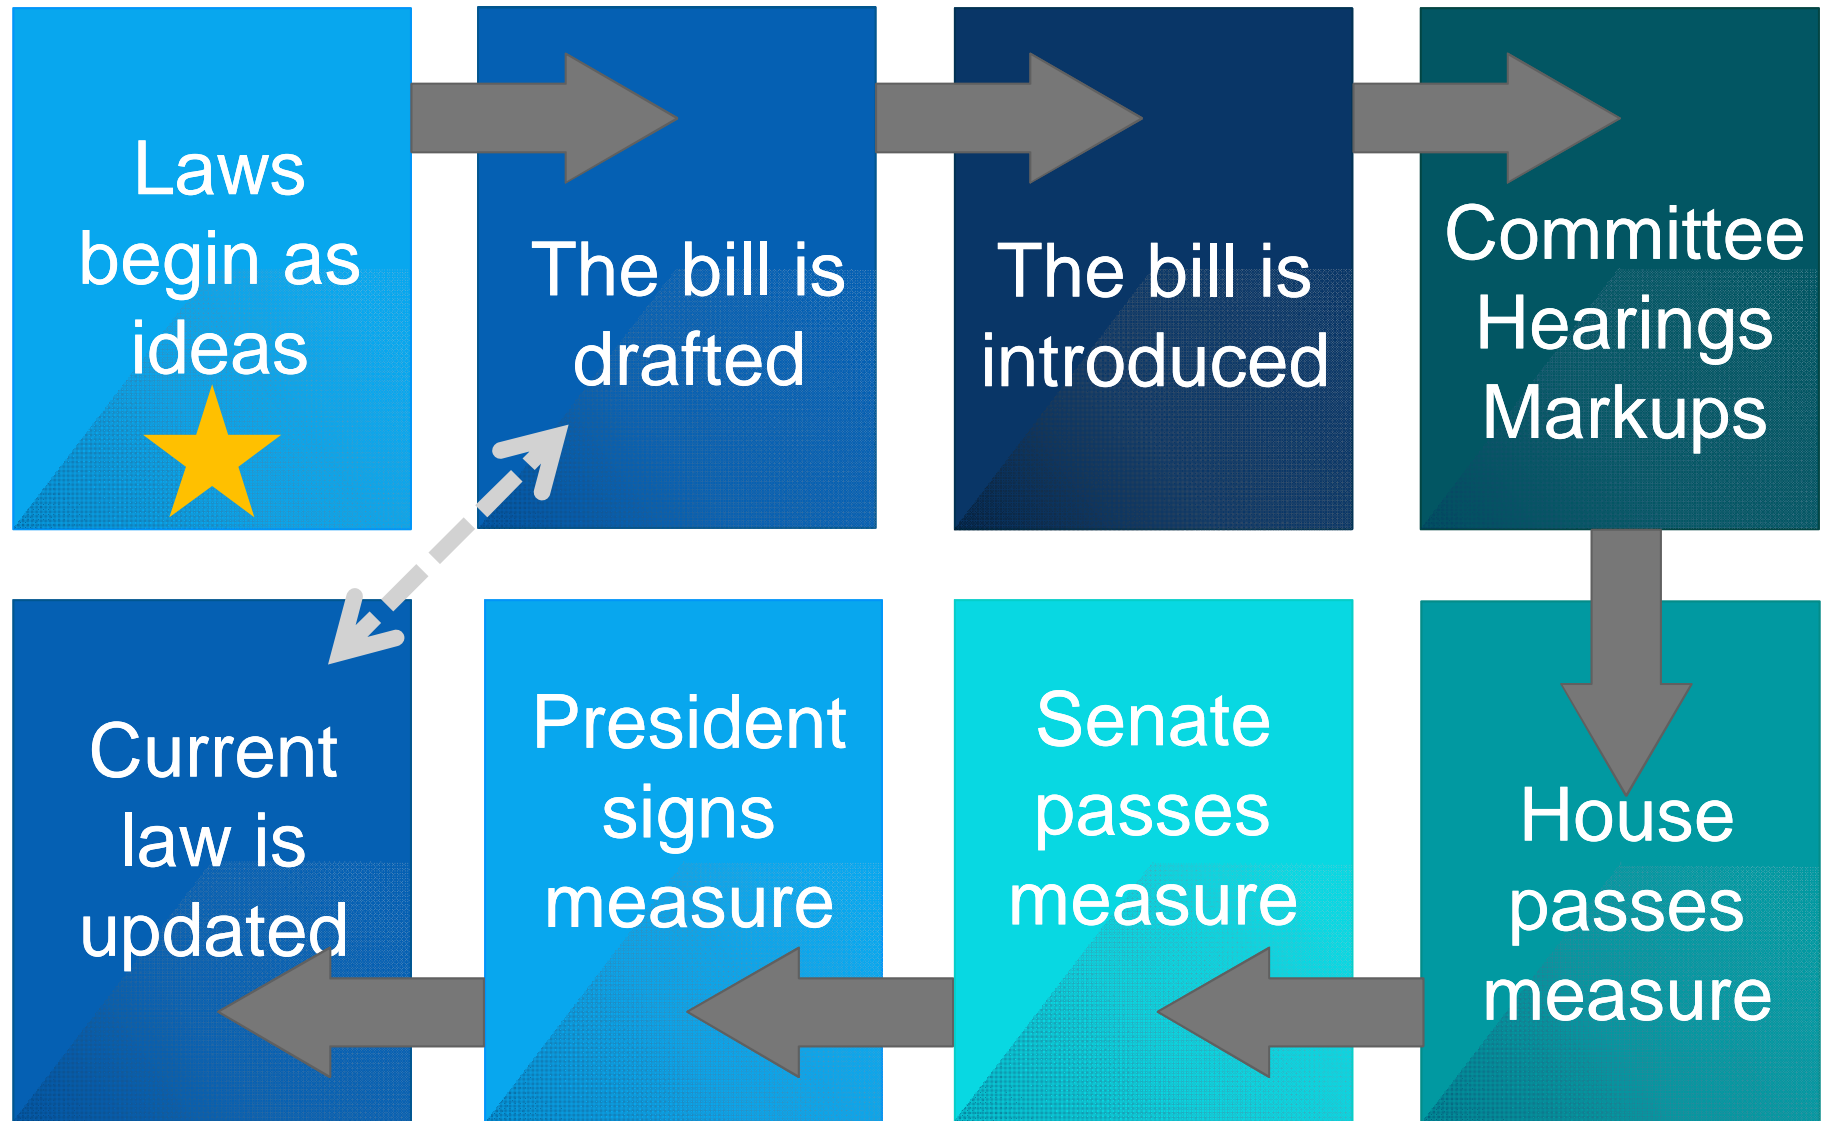 Laws
begin as
ideas
The bill is
drafted
The bill is
introduced
Committee
Hearings
Markups
House
passes
measure
Senate
passes
measure
President
signs
measure
Current
law is
updated